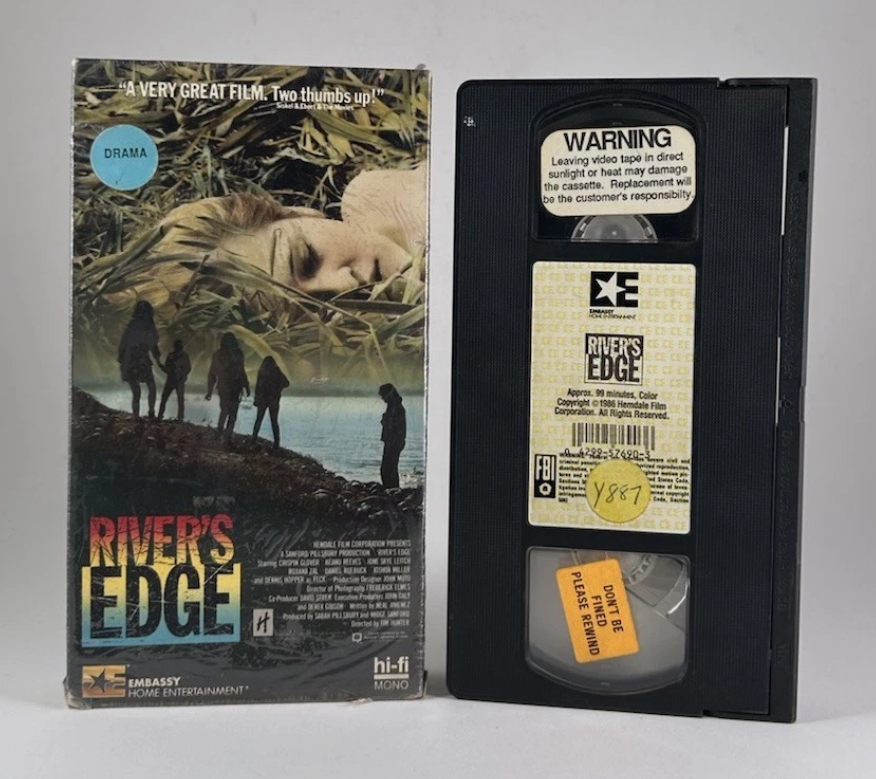 "A VERY GREAT FILM. Two thumbs up!"
Siskel & Ebert & The Movies
DRAMA
RIVER'S
EDGE
HEMDALE FILM CORPORATION PRESENTS
A SANFORD PILLSBURY PRODUCTION "RIVER'S EDGE"
Starring CRISPIN GLOVER KEANU REEVES IONE SKYE LEITCH
ROXANA ZAL DANIEL ROEBUCK JOSHUA MILLER
and DENNIS HOPPER as FECK Production Designer JOHN MUTO
Director of Photography FREDERICK ELMES
Co-Producer DAVID STREIT Executive Producers JOHN DALY
and DEREK GIBSON Written by NEAL JIMENEZ
Produced by SARAH PILLSBURY and MIDGE SANFORD
Directed by TIM HUNTER
H
E
EMBASSY
HOME ENTERTAINMENT
hi-fi
MONO
WARNING
Leaving video tape in direct
sunlight or heat may damage
the cassette. Replacement will
be the customer's responsibilty.
E
EMBASSY
HOME ENTERTAINMENT
RIVER'S
EDGE
Approx. 99 minutes, Color
Copyright © 1986 Hemdale Film
Corporation. All Rights Reserved.
0 4299-57690-3
FBI
Y887
DON'T BE
FINED
PLEASE REWIND